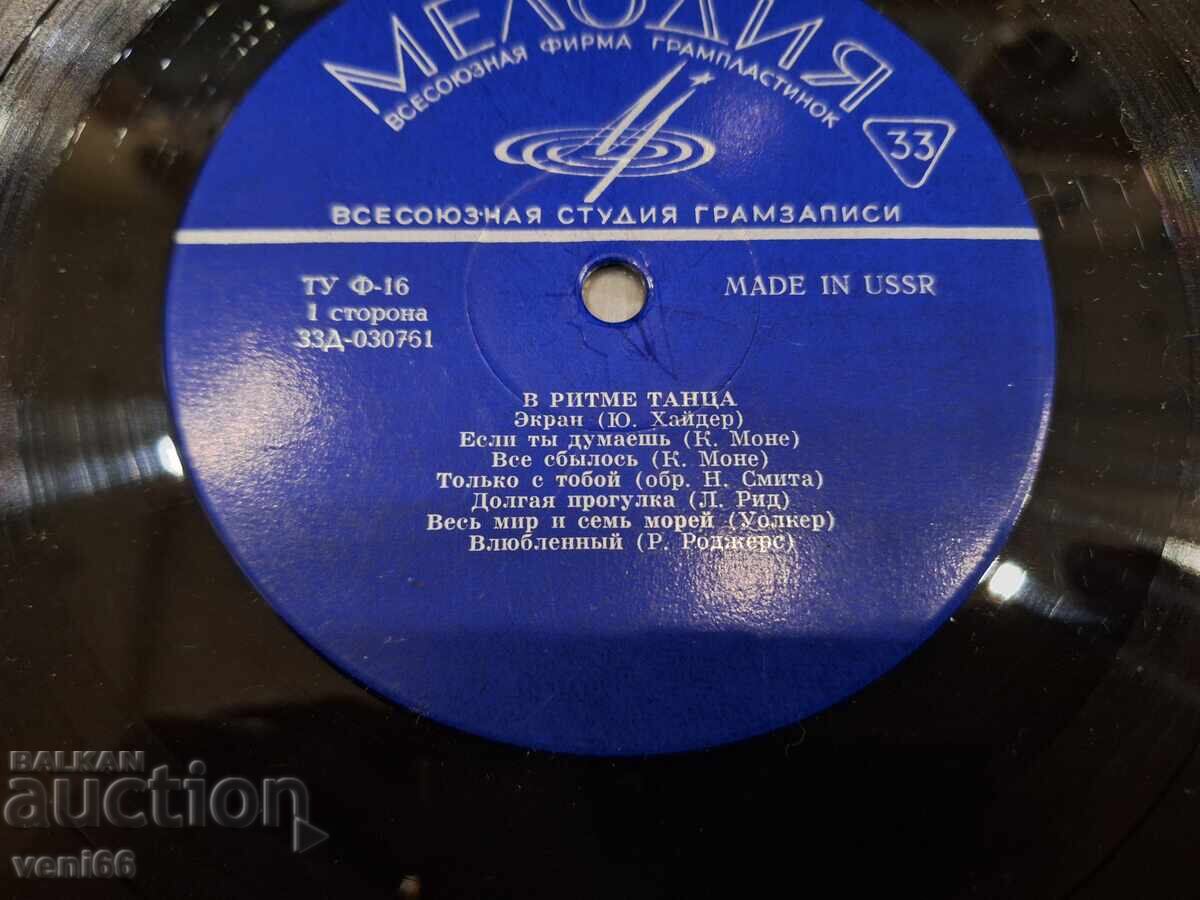 МЕЛОДИЯ
ВСЕСОЮЗНАЯ ФИРМА ГРАМПЛАСТИНОК
33
ВСЕСОЮЗНАЯ СТУДИЯ ГРАМЗАПИСИ
ТУ Ф-16
1 сторона
33Д-030761
MADE IN USSR
В РИТМЕ ТАНЦА
Экран (Ю. Хайдер)
Если ты думаешь (К. Моне)
Все сбылось (К. Моне)
Только с тобой (обр. Н. Смита)
Долгая прогулка (Л. Рид)
Весь мир и семь морей (Уолкер)
Влюбленный (Р. Роджерс)
BALKAN
auction
veni66